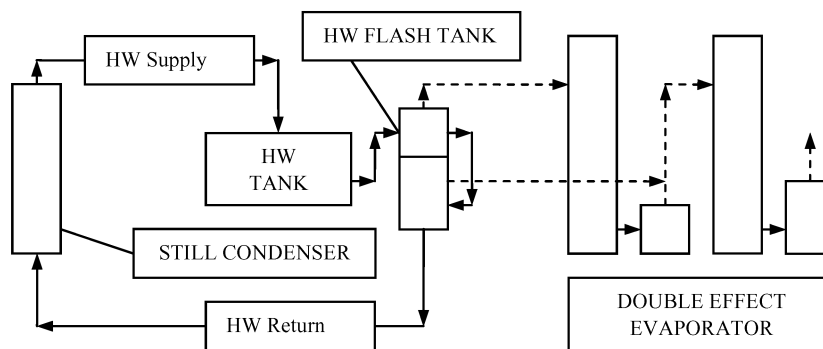 HW FLASH TANK
HW Supply
HW
TANK
STILL CONDENSER
HW Return
DOUBLE EFFECT
EVAPORATOR